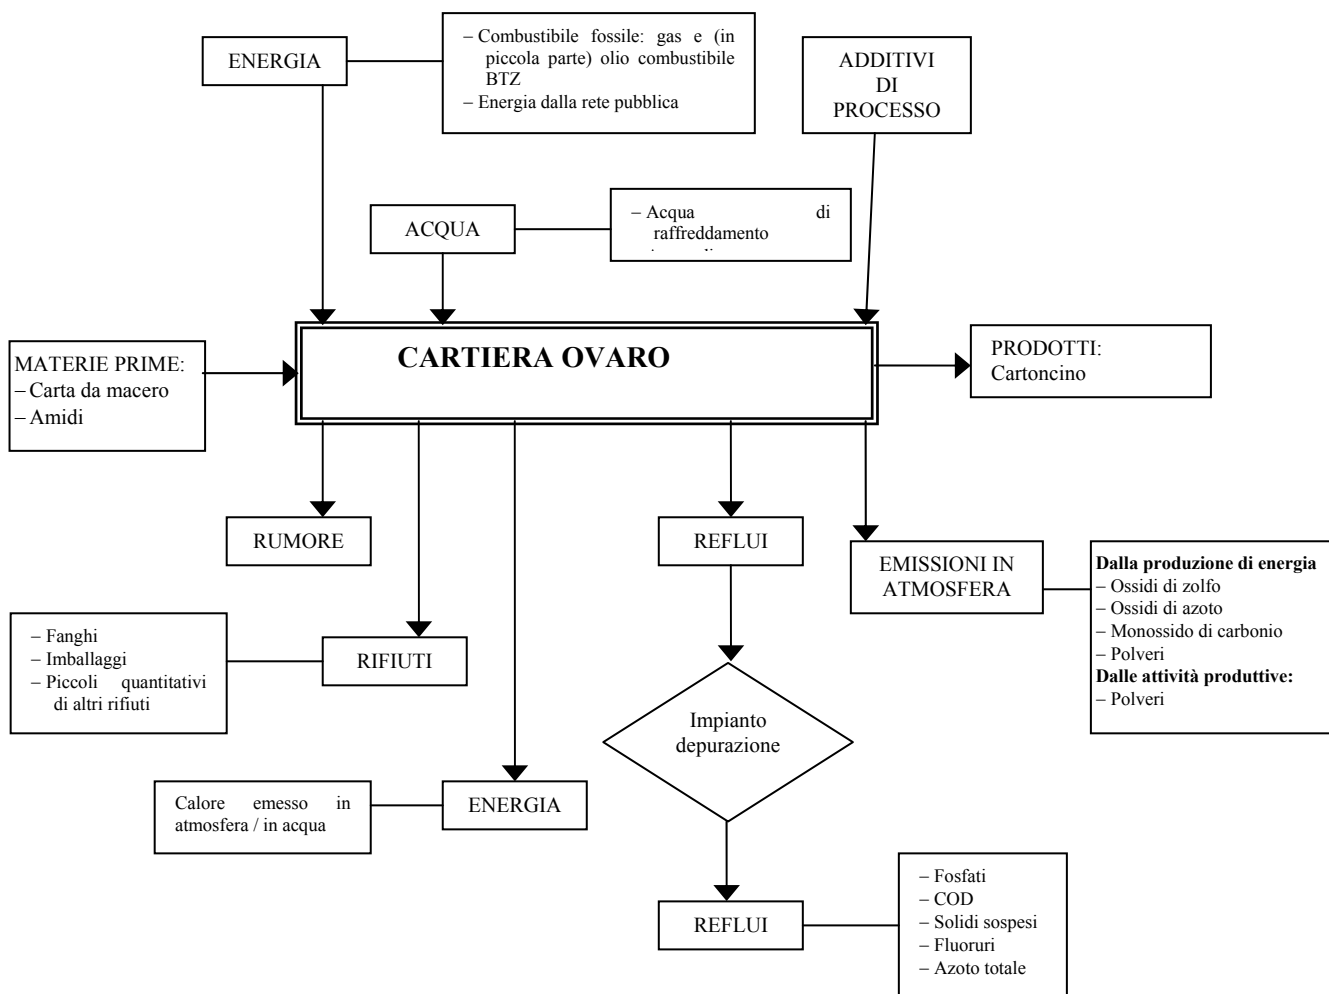 ENERGIA
– Combustibile fossile: gas e (in
piccola parte) olio combustibile
BTZ
– Energia dalla rete pubblica
ADDITIVI
DI
PROCESSO
ACQUA
– Acqua di
raffreddamento
CARTIERA OVARO
MATERIE PRIME:
– Carta da macero
– Amidi
PRODOTTI:
Cartoncino
RUMORE
REFLUI
EMISSIONI IN
ATMOSFERA
Dalla produzione di energia
– Ossidi di zolfo
– Ossidi di azoto
– Monossido di carbonio
– Polveri
Dalle attività produttive:
– Polveri
– Fanghi
– Imballaggi
– Piccoli quantitativi
di altri rifiuti
RIFIUTI
Impianto
depurazione
Calore emesso in
atmosfera / in acqua
ENERGIA
REFLUI
– Fosfati
– COD
– Solidi sospesi
– Fluoruri
– Azoto totale